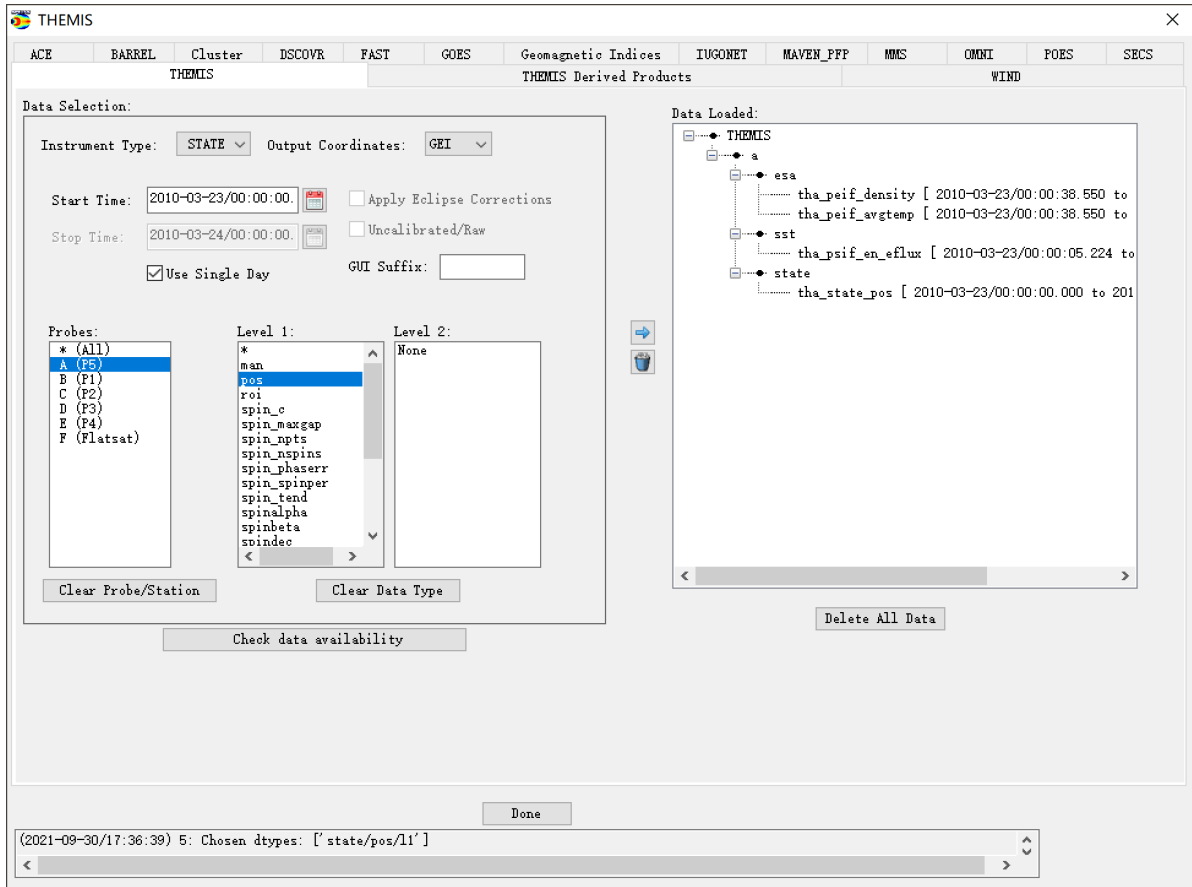 THEMIS
ACE BARREL Cluster DSCOVR FAST GOES Geomagnetic Indices IUGONET MAVEN_PFP MMS OMNI POES SECS
THEMIS THEMIS Derived Products WIND
Data Selection:
Instrument Type: STATE Output Coordinates: GEI
Start Time: 2010-03-23/00:00:00. Apply Eclipse Corrections
Stop Time: 2010-03-24/00:00:00. Uncalibrated/Raw
Use Single Day GUI Suffix:
Probes:
* (All)
A (P5)
B (P1)
C (P2)
D (P3)
E (P4)
F (Flatsat)
Level 1:
*
man
pos
roi
spin_c
spin_maxgap
spin_npts
spin_nspins
spin_phaserr
spin_spinper
spin_tend
spinalpha
spinbeta
spindec
Level 2:
None
Clear Probe/Station Clear Data Type
Check data availability
Data Loaded:
THEMIS
a
esa
tha_peif_density [ 2010-03-23/00:00:38.550 to
tha_peif_avgtemp [ 2010-03-23/00:00:38.550 to
sst
tha_psif_en_eflux [ 2010-03-23/00:00:05.224 to
state
tha_state_pos [ 2010-03-23/00:00:00.000 to 201
Delete All Data
Done
(2021-09-30/17:36:39) 5: Chosen dtypes: ['state/pos/l1']